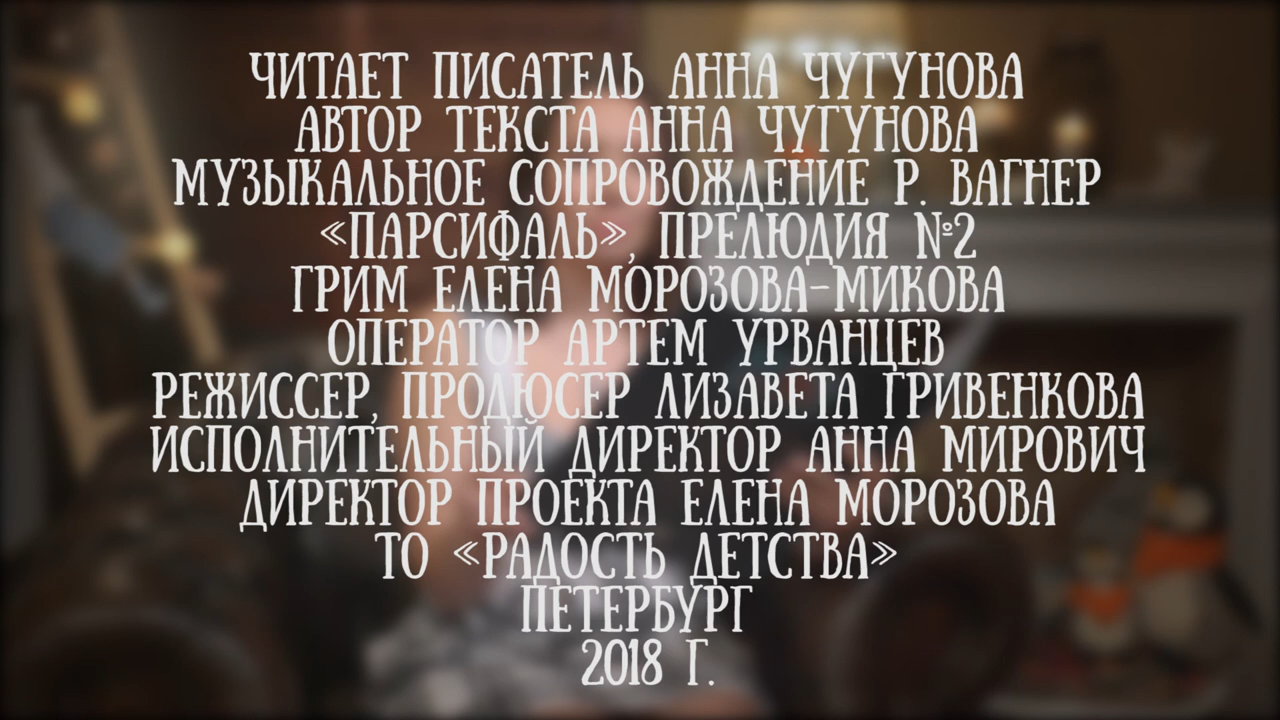 ЧИТАЕТ ПИСАТЕЛЬ АННА ЧУГУНОВА
АВТОР ТЕКСТА АННА ЧУГУНОВА
МУЗЫКАЛЬНОЕ СОПРОВОЖДЕНИЕ Р. ВАГНЕР
«ПАРСИФАЛЬ», ПРЕЛЮДИЯ №2
ГРИМ ЕЛЕНА МОРОЗОВА-МИКОВА
ОПЕРАТОР АРТЕМ УРВАНЦЕВ
РЕЖИССЕР, ПРОДЮСЕР ЛИЗАВЕТА ГРИВЕНКОВА
ИСПОЛНИТЕЛЬНЫЙ ДИРЕКТОР АННА МИРОВИЧ
ДИРЕКТОР ПРОЕКТА ЕЛЕНА МОРОЗОВА
ТО «РАДОСТЬ ДЕТСТВА»
ПЕТЕРБУРГ
2018 Г.